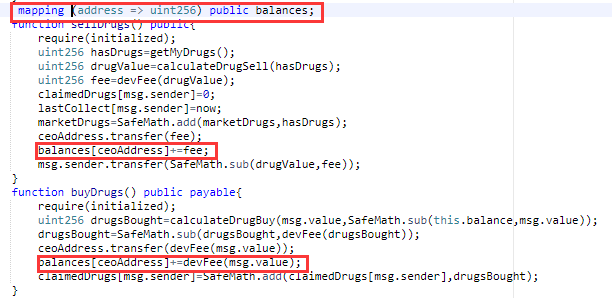 mapping (address => uint256) public balances;
function sellDrugs() public{
require(initialized);
uint256 hasDrugs=getMyDrugs();
uint256 drugValue=calculateDrugSell(hasDrugs);
uint256 fee=devFee(drugValue);
claimedDrugs[msg.sender]=0;
lastCollect[msg.sender]=now;
marketDrugs=SafeMath.add(marketDrugs,hasDrugs);
ceoAddress.transfer(fee);
balances[ceoAddress]+=fee;
msg.sender.transfer(SafeMath.sub(drugValue,fee));
}
function buyDrugs() public payable{
require(initialized);
uint256 drugsBought=calculateDrugBuy(msg.value,SafeMath.sub(this.balance,msg.value));
drugsBought=SafeMath.sub(drugsBought,devFee(drugsBought));
ceoAddress.transfer(devFee(msg.value));
balances[ceoAddress]+=devFee(msg.value);
claimedDrugs[msg.sender]=SafeMath.add(claimedDrugs[msg.sender],drugsBought);
}